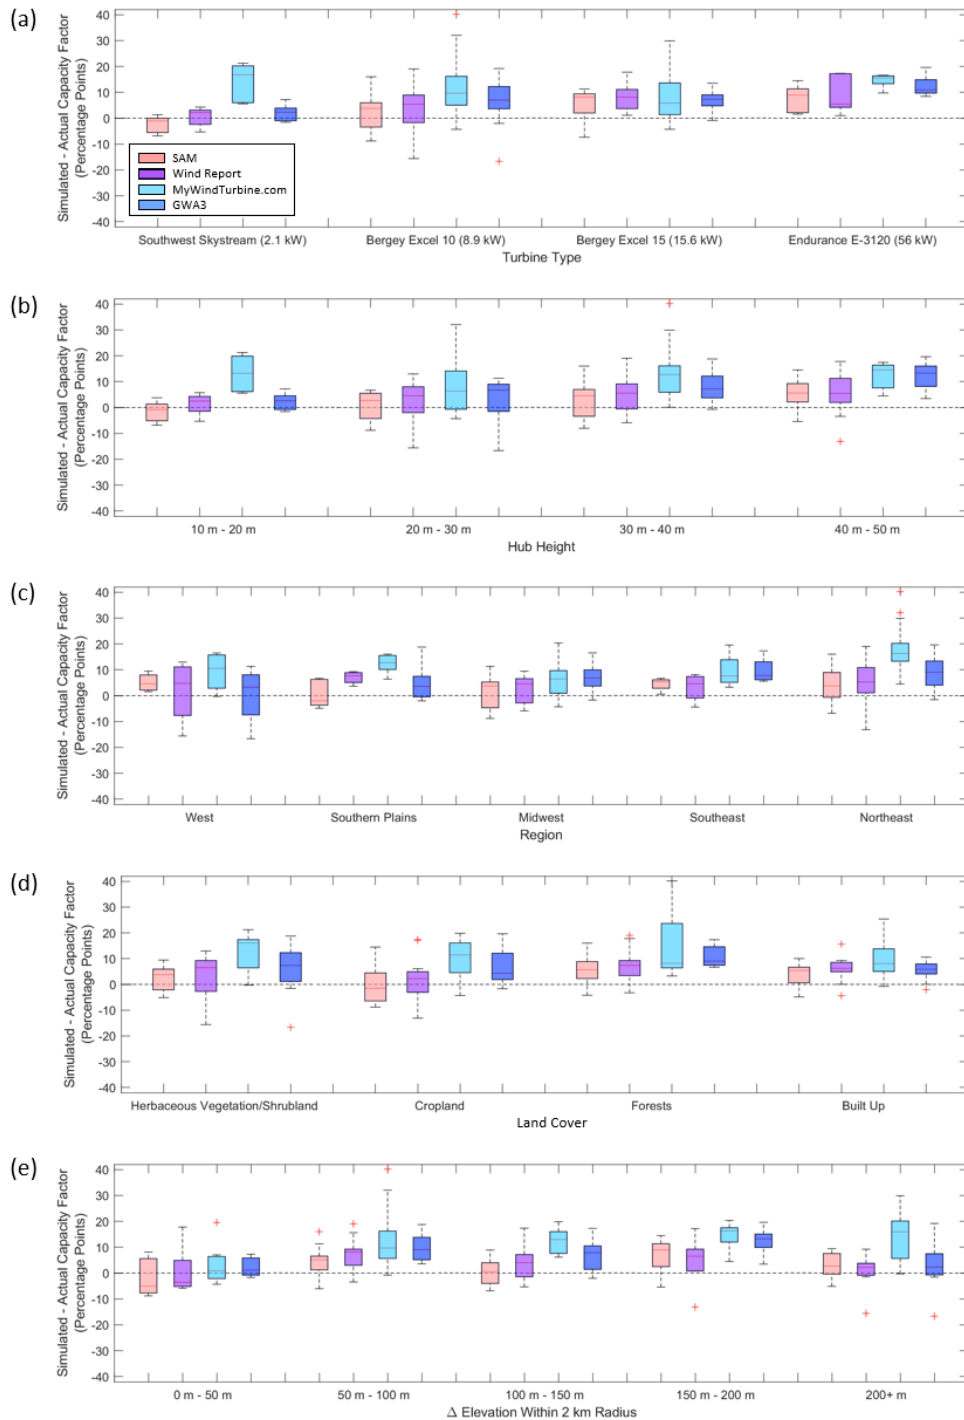 (a)
Simulated - Actual Capacity Factor
(Percentage Points)
40
30
20
10
0
-10
-20
-30
-40
SAM
Wind Report
MyWindTurbine.com
GWA3
Southwest Skystream (2.1 kW)
Bergey Excel 10 (8.9 kW)
Bergey Excel 15 (15.6 kW)
Endurance E-3120 (56 kW)
Turbine Type
(b)
Simulated - Actual Capacity Factor
(Percentage Points)
40
30
20
10
0
-10
-20
-30
-40
10 m - 20 m
20 m - 30 m
30 m - 40 m
40 m - 50 m
Hub Height
(c)
Simulated - Actual Capacity Factor
(Percentage Points)
40
30
20
10
0
-10
-20
-30
-40
West
Southern Plains
Midwest
Southeast
Northeast
Region
(d)
Simulated - Actual Capacity Factor
(Percentage Points)
40
30
20
10
0
-10
-20
-30
-40
Herbaceous Vegetation/Shrubland
Cropland
Forests
Built Up
Land Cover
(e)
Simulated - Actual Capacity Factor
(Percentage Points)
40
30
20
10
0
-10
-20
-30
-40
0 m - 50 m
50 m - 100 m
100 m - 150 m
150 m - 200 m
200+ m
Δ Elevation Within 2 km Radius